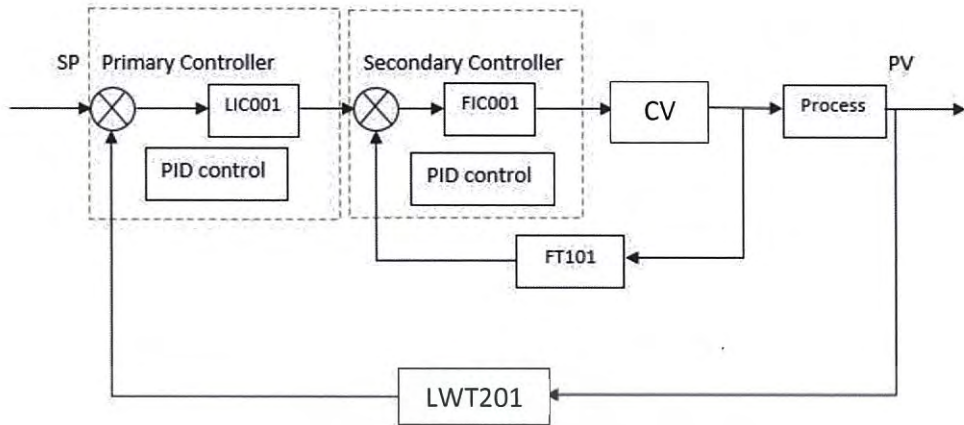 SP
Primary Controller
Secondary Controller
PV
LIC001
FIC001
CV
Process
PID control
PID control
FT101
LWT201